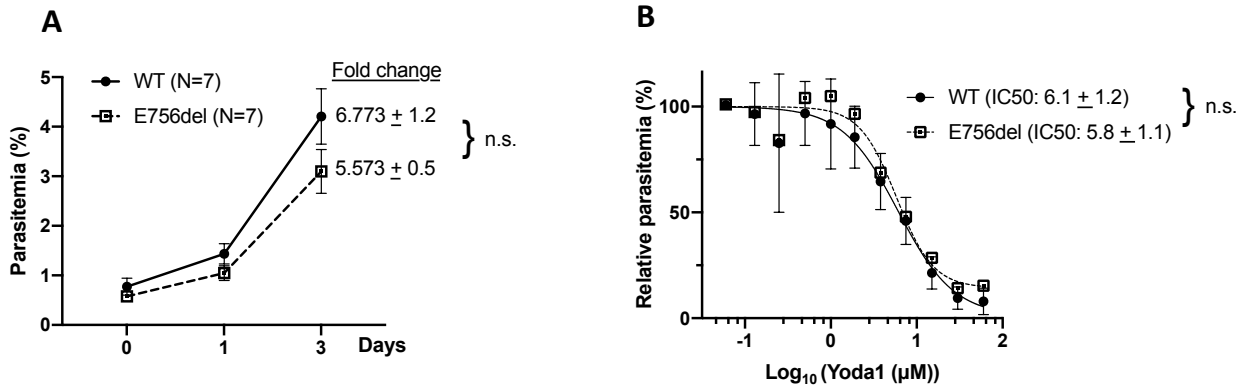 A
WT (N=7)
E756del (N=7)
Fold change
6.773 ± 1.2
5.573 ± 0.5
} n.s.
Parasitemia (%)
5
4
3
2
1
0
0 1 3 Days
B
WT (IC50: 6.1 ± 1.2)
E756del (IC50: 5.8 ± 1.1)
} n.s.
Relative parasitemia (%)
100
50
0
-1 0 1 2
Log₁₀ (Yoda1 (μM))